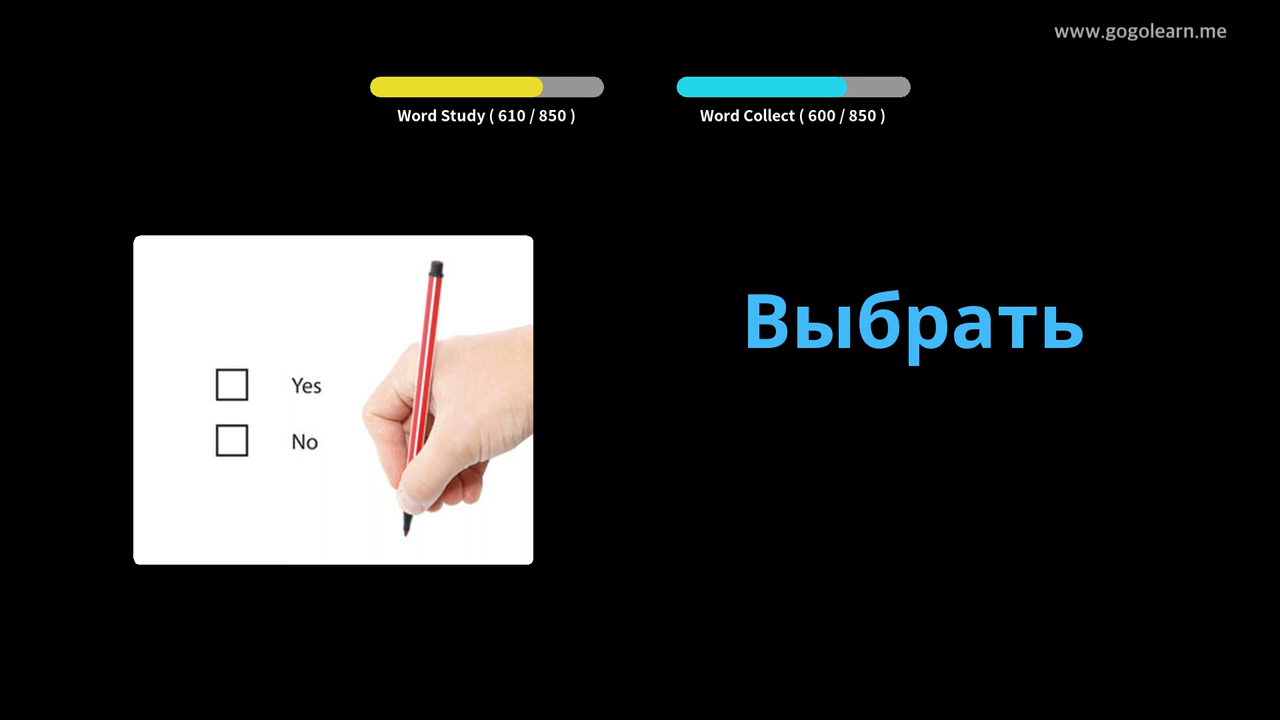 www.gogolearn.me
Word Study ( 610 / 850 )
Word Collect ( 600 / 850 )
Выбрать
Yes
No